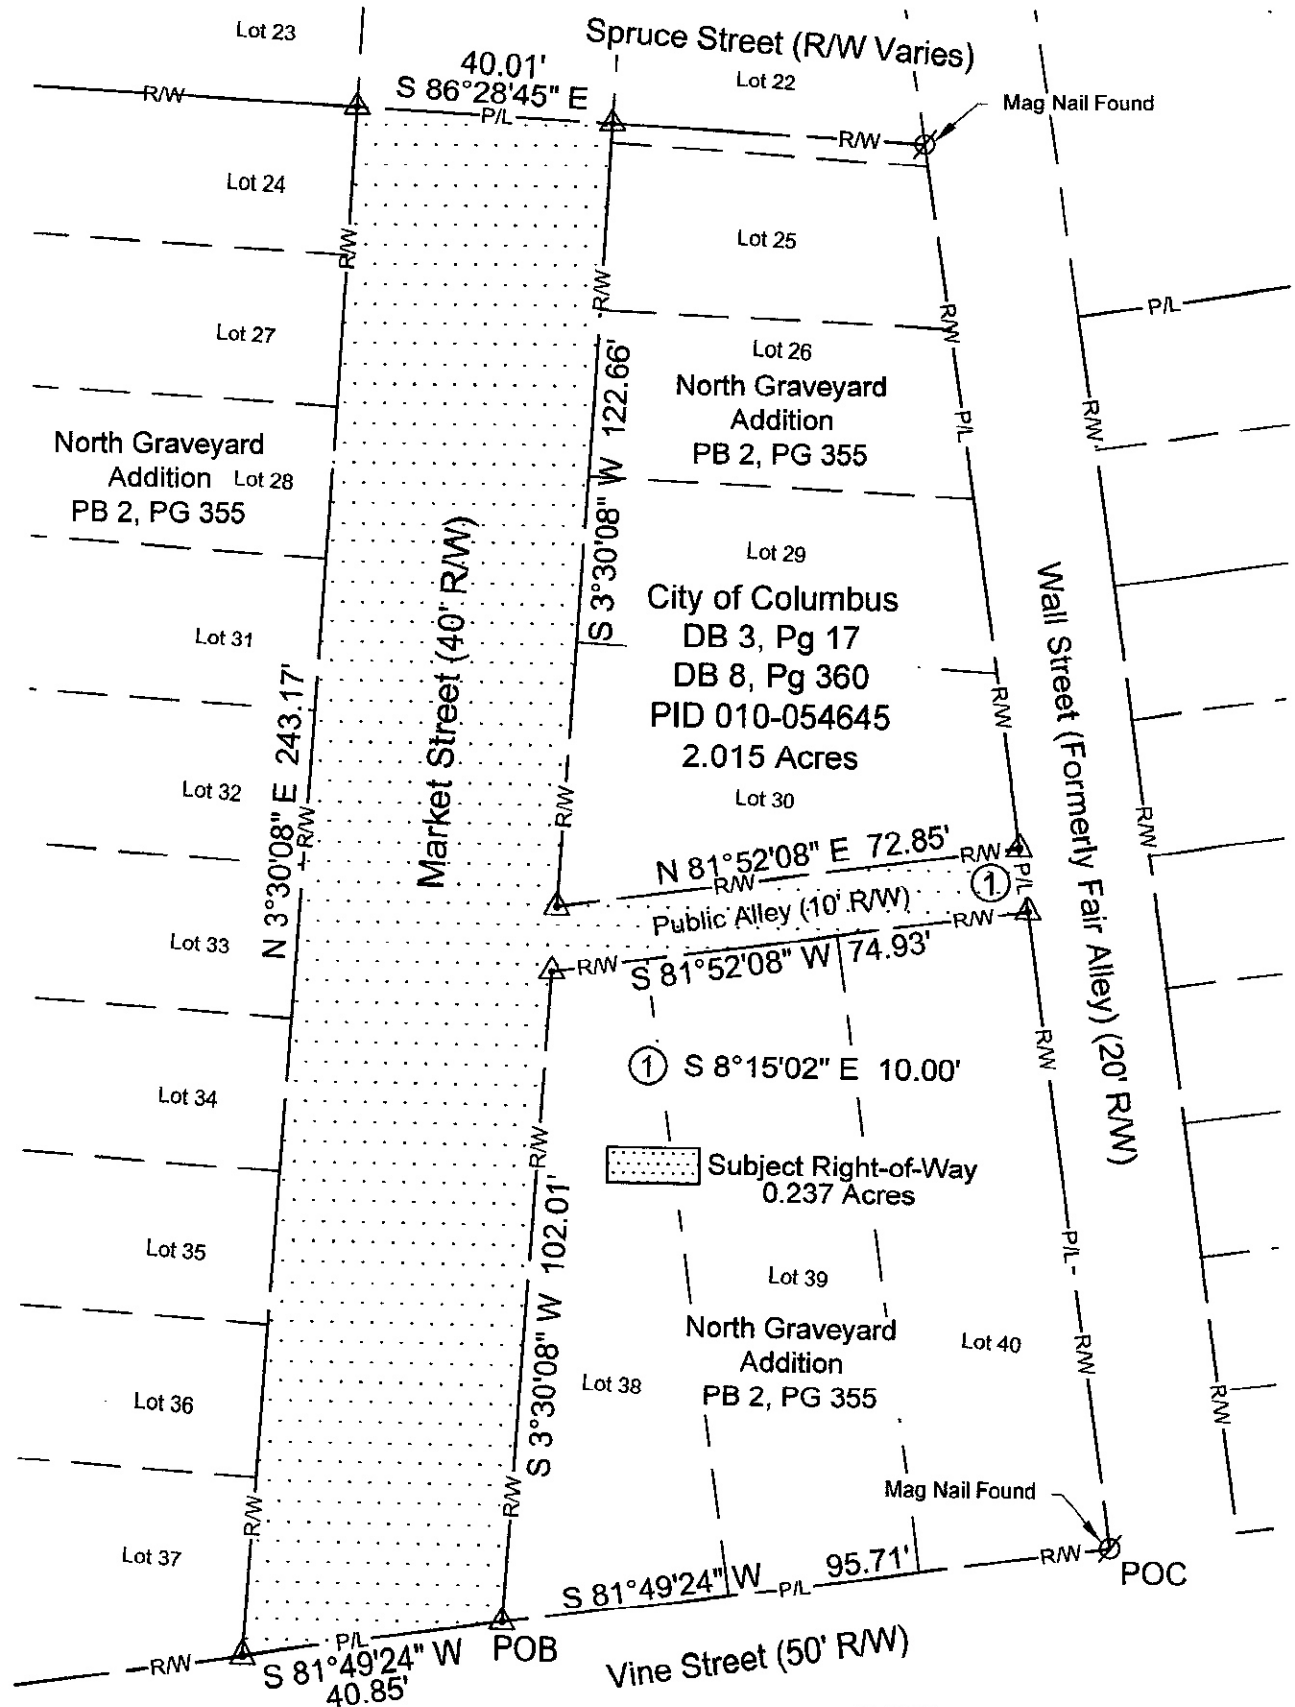 Lot 23
Spruce Street (R/W Varies)
40.01'
S 86°28'45" E
Lot 22
Mag Nail Found
R/W
P/L
R/W
Lot 24
R/W
Lot 25
R/W
R/W
P/L
Lot 27
Lot 26
North Graveyard
Addition
PB 2, PG 355
S 3°30'08" W 122.66'
P/L
R/W
North Graveyard
Addition Lot 28
PB 2, PG 355
Market Street (40' R/W)
Lot 29
City of Columbus
DB 3, Pg 17
DB 8, Pg 360
PID 010-054645
2.015 Acres
Wall Street (Formerly Fair Alley) (20' R/W)
Lot 31
N 3°30'08" E 243.17'
R/W
R/W
Lot 32
Lot 30
R/W
R/W
N 81°52'08" E 72.85'
R/W
R/W
1
P/L
Public Alley (10' R/W)
R/W
Lot 33
R/W
S 81°52'08" W 74.93'
1 S 8°15'02" E 10.00'
R/W
Lot 34
R/W
Subject Right-of-Way
0.237 Acres
S 3°30'08" W 102.01'
P/L
Lot 35
Lot 39
North Graveyard
Addition
PB 2, PG 355
Lot 40
R/W
Lot 38
Lot 36
R/W
R/W
R/W
Mag Nail Found
Lot 37
S 81°49'24" W 95.71'
P/L
R/W
POC
R/W
P/L
S 81°49'24" W
40.85'
POB
Vine Street (50' R/W)